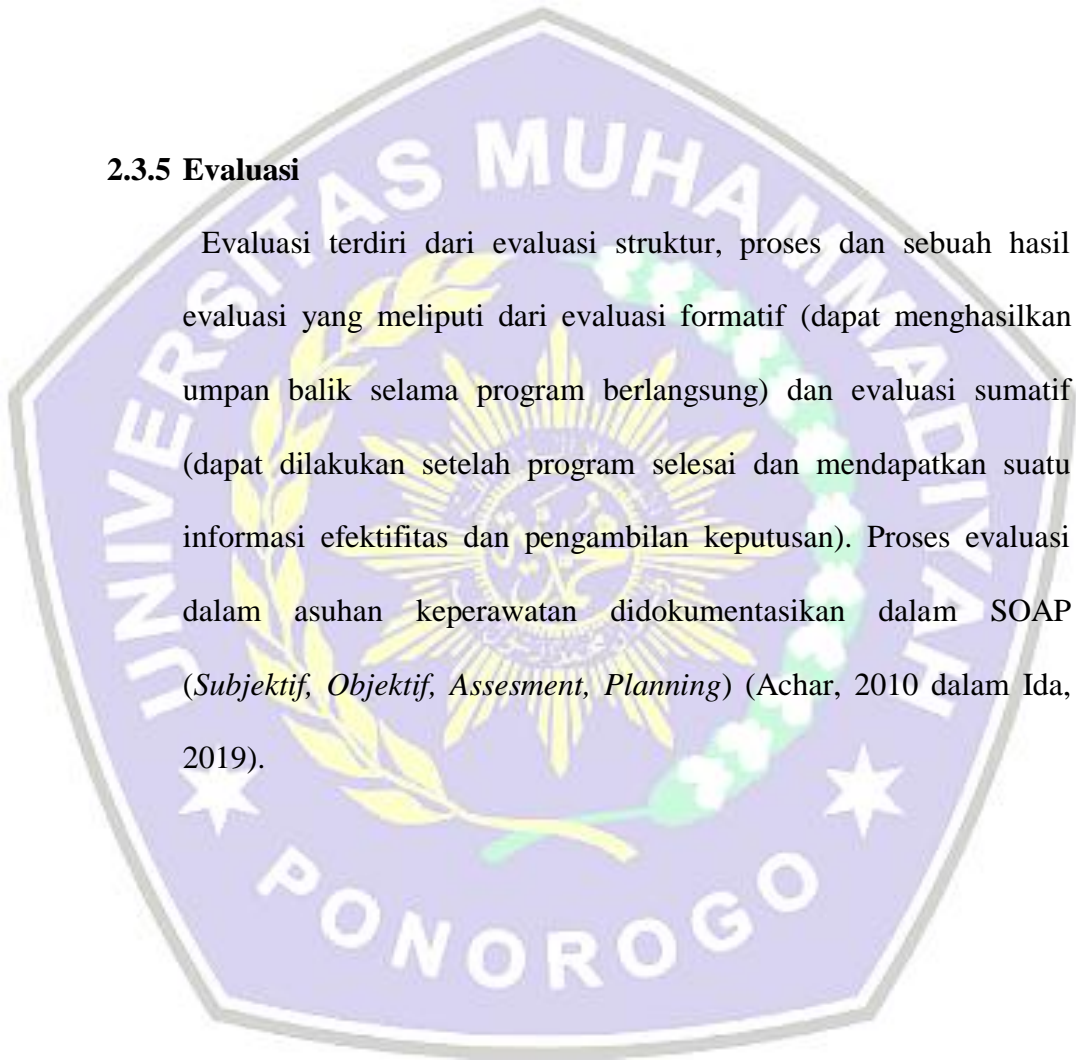 2.3.5 Evaluasi
Evaluasi terdiri dari evaluasi struktur, proses dan sebuah hasil
evaluasi yang meliputi dari evaluasi formatif (dapat menghasilkan
umpan balik selama program berlangsung) dan evaluasi sumatif
(dapat dilakukan setelah program selesai dan mendapatkan suatu
informasi efektifitas dan pengambilan keputusan). Proses evaluasi
dalam asuhan keperawatan didokumentasikan dalam SOAP
(Subjektif, Objektif, Assesment, Planning) (Achar, 2010 dalam Ida,
2019).
UNIVERSITAS MUHAMMADIYAH
PONOROGO